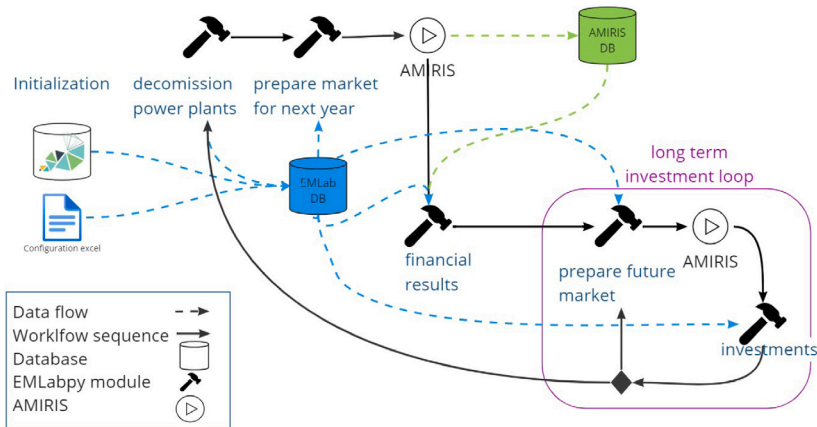 AMIRIS
DB
AMIRIS
Initialization
decomission
power plants
prepare market
for next year
long term
investment loop
EMLab
DB
Configuration excel
financial
results
prepare future
market
AMIRIS
investments
Data flow
Worklfow sequence
Database
EMLabpy module
AMIRIS